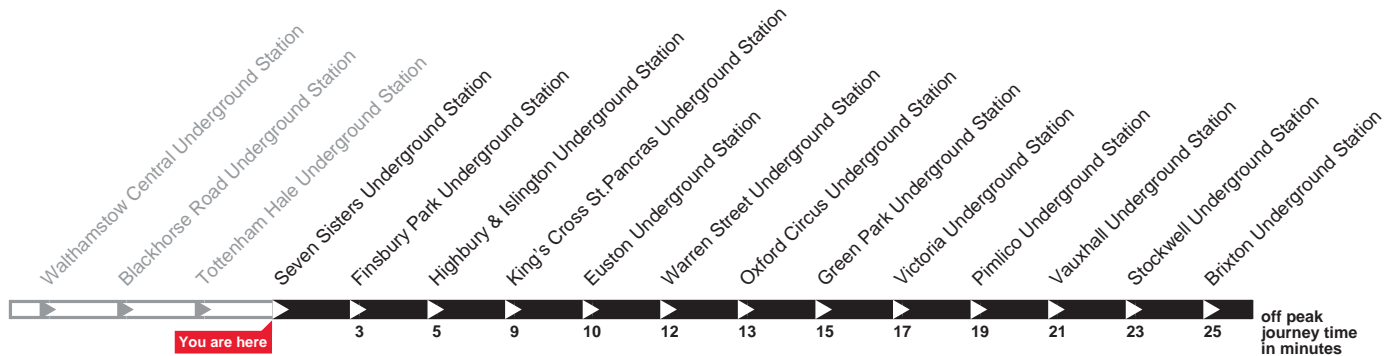 Walthamstow Central Underground Station
Blackhorse Road Underground Station
Tottenham Hale Underground Station
Seven Sisters Underground Station
Finsbury Park Underground Station
Highbury & Islington Underground Station
King's Cross St.Pancras Underground Station
Euston Underground Station
Warren Street Underground Station
Oxford Circus Underground Station
Green Park Underground Station
Victoria Underground Station
Pimlico Underground Station
Vauxhall Underground Station
Stockwell Underground Station
Brixton Underground Station
You are here
3 5 9 10 12 13 15 17 19 21 23 25
off peak
journey time
in minutes